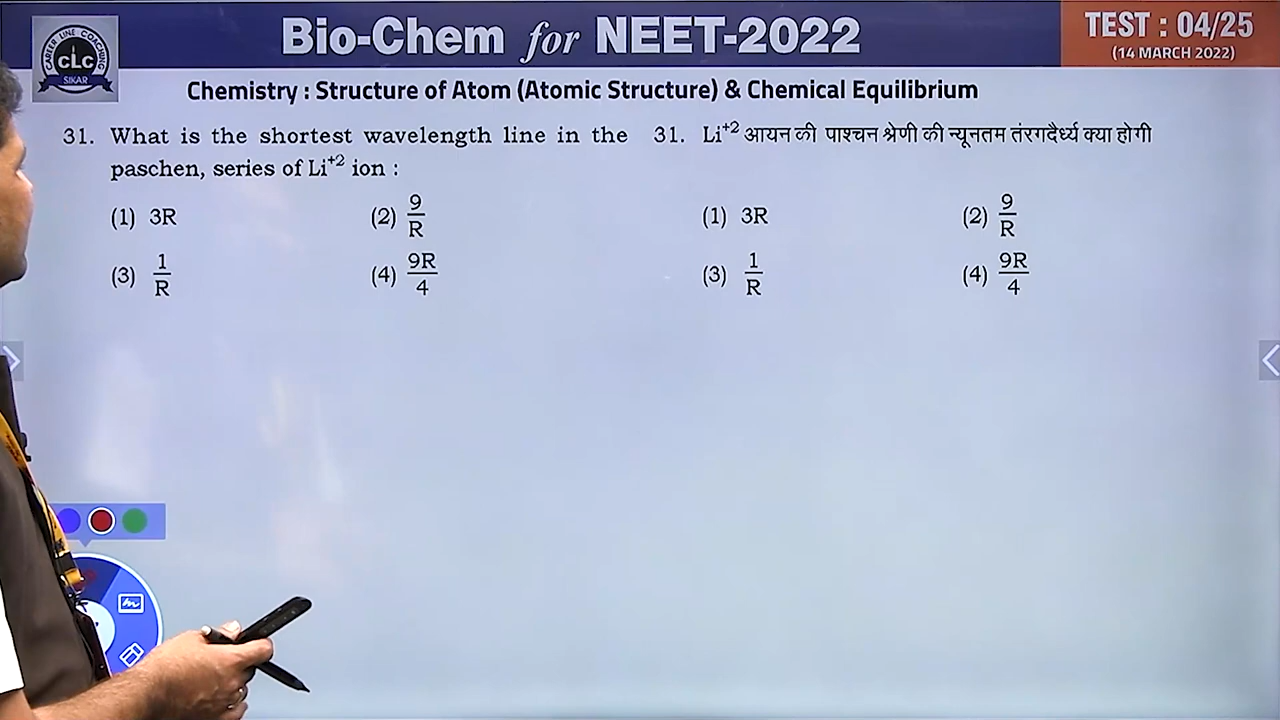 CAREER LINE COACHING
CLC
SIKAR
Bio-Chem for NEET-2022
TEST : 04/25
(14 MARCH 2022)
Chemistry : Structure of Atom (Atomic Structure) & Chemical Equilibrium
31. What is the shortest wavelength line in the
paschen, series of Li⁺² ion :
(1) 3R (2) 9/R
(3) 1/R (4) 9R/4
31. Li⁺² आयन की पाश्चन श्रेणी की न्यूनतम तंरगदैर्ध्य क्या होगी
(1) 3R (2) 9/R
(3) 1/R (4) 9R/4